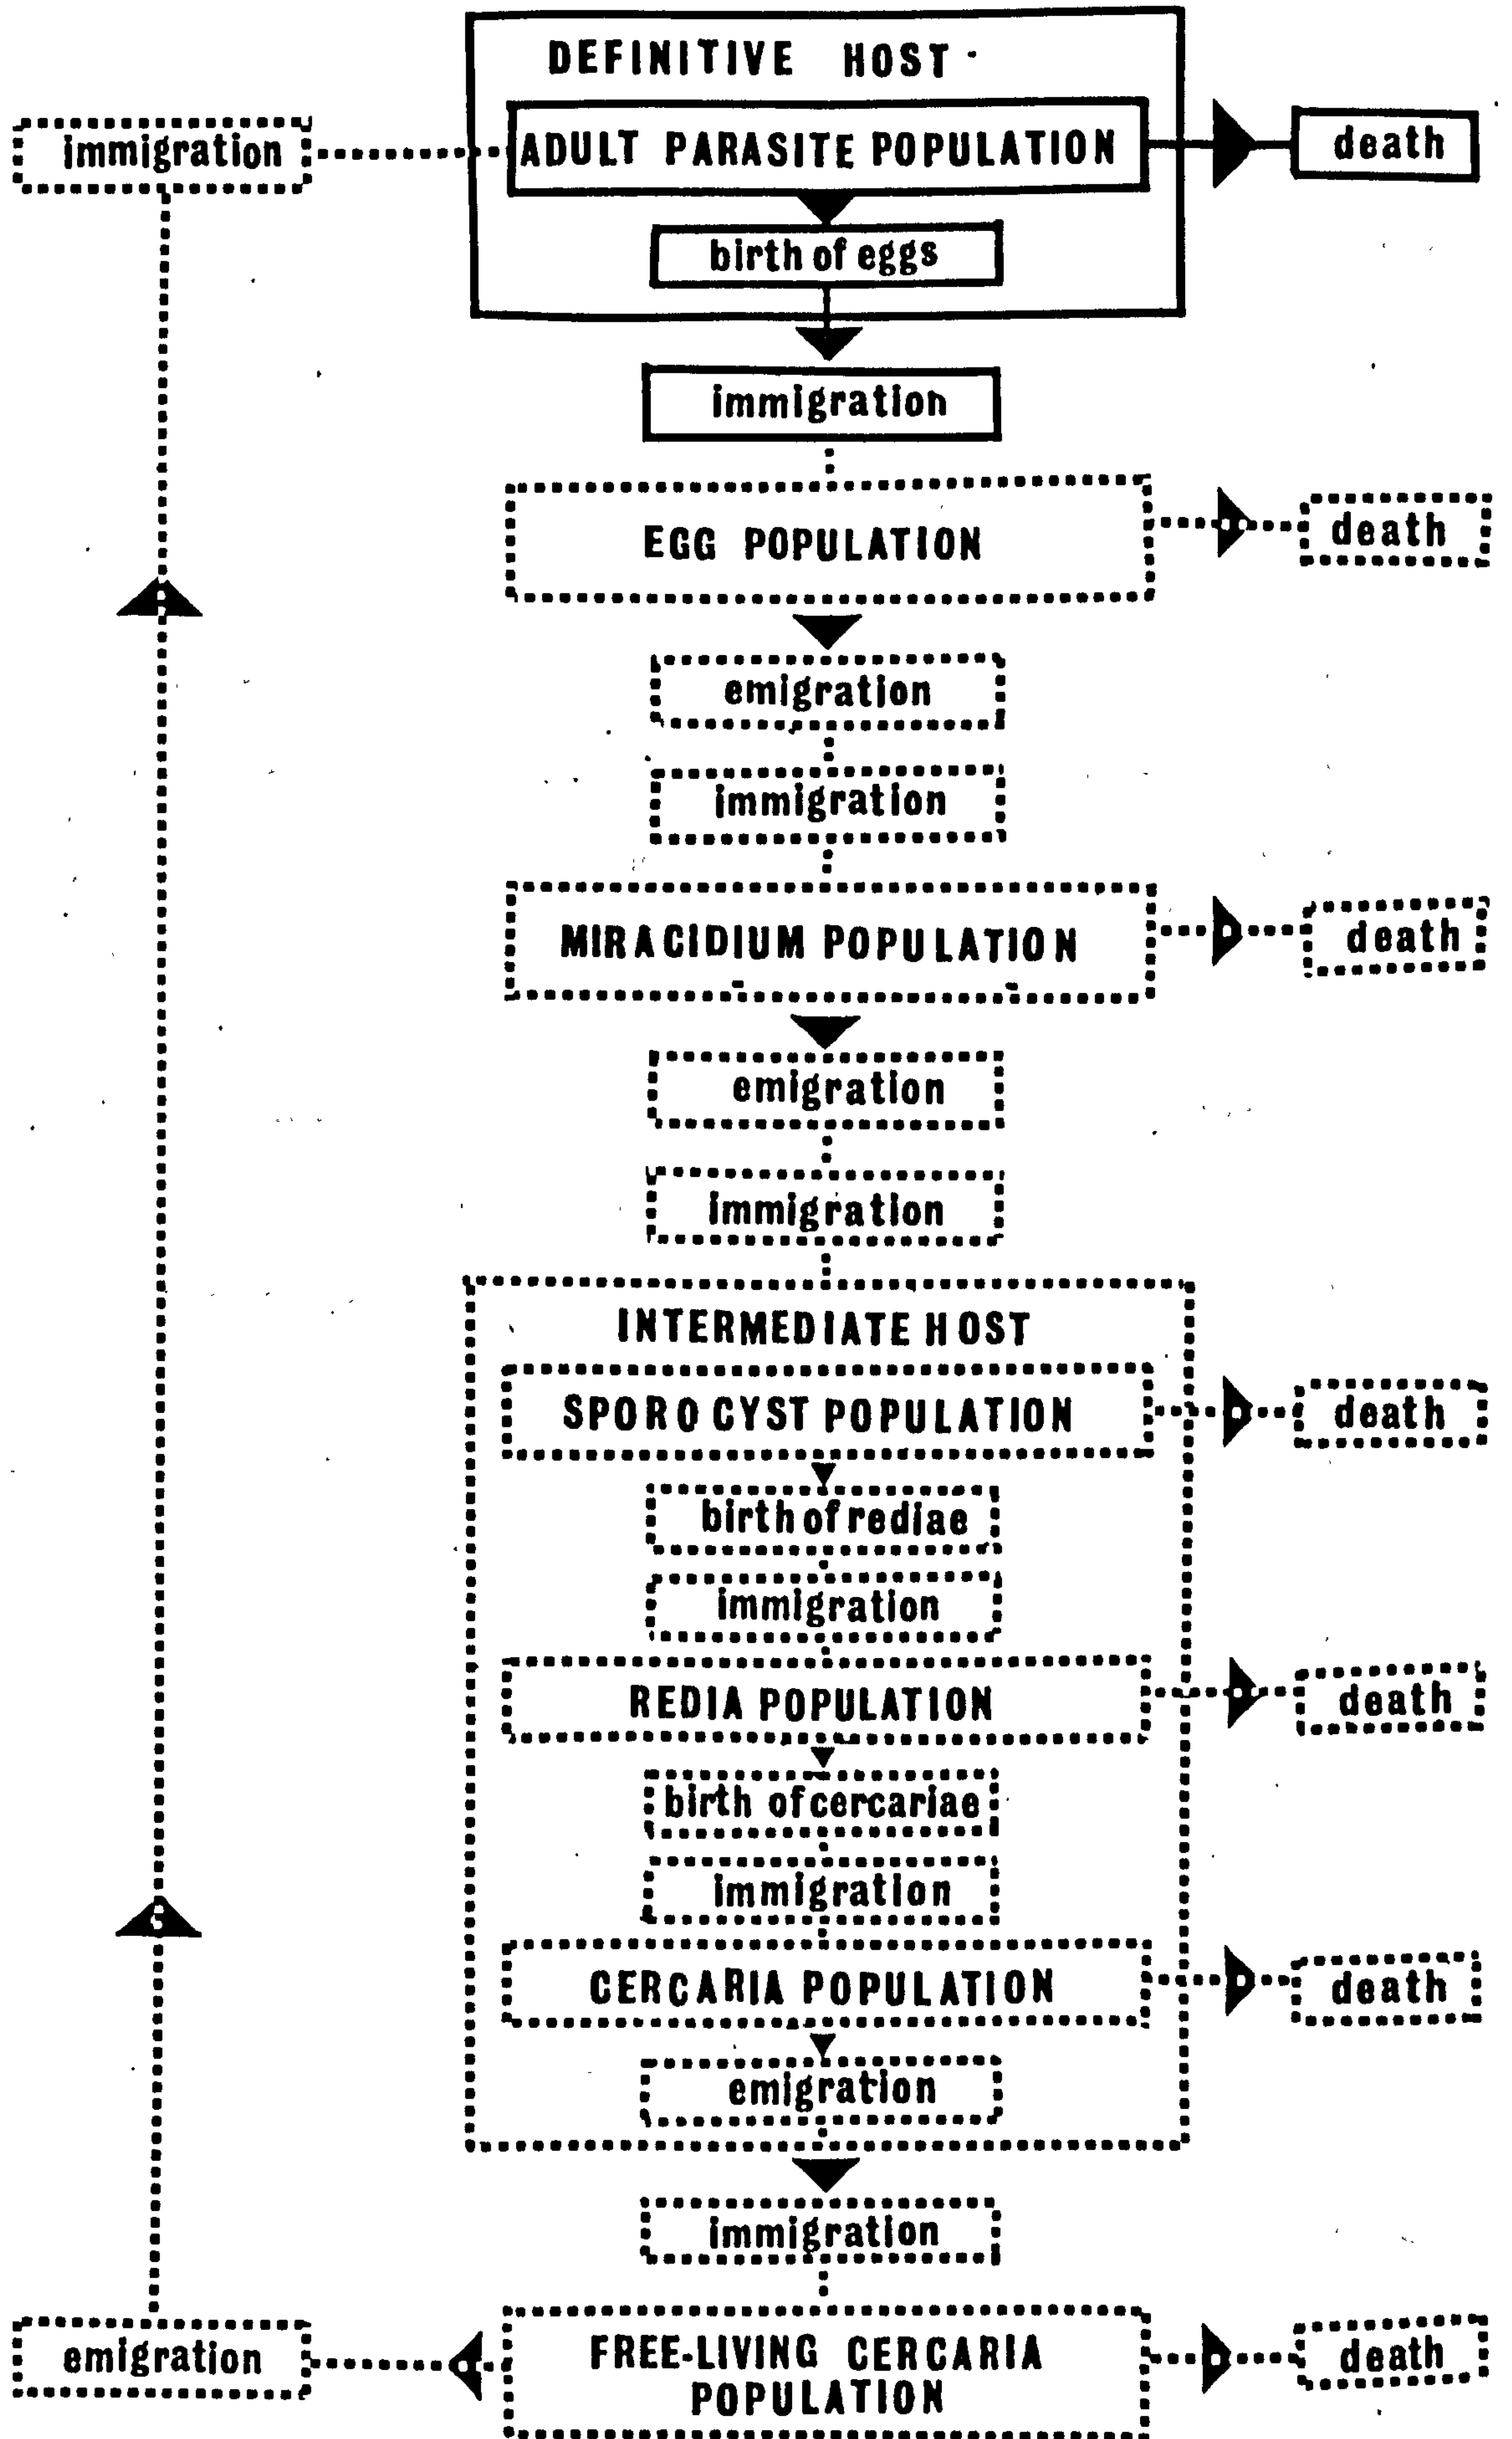 DEFINITIVE HOST
immigration
ADULT PARASITE POPULATION
death
birth of eggs
immigration
EGG POPULATION
death
emigration
immigration
MIRACIDIUM POPULATION
death
emigration
immigration
INTERMEDIATE HOST
SPOROCYST POPULATION
death
birth of rediae
immigration
REDIA POPULATION
death
birth of cercariae
immigration
CERCARIA POPULATION
death
emigration
immigration
emigration
FREE-LIVING CERCARIA
POPULATION
death